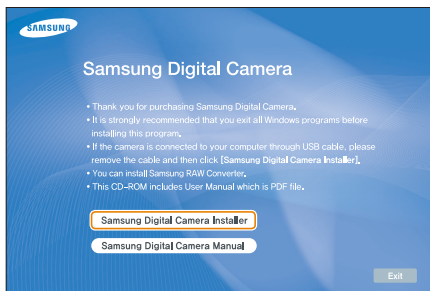 SAMSUNG
Samsung Digital Camera
• Thank you for purchasing Samsung Digital Camera.
• It is strongly recommended that you exit all Windows programs before
installing this program.
• If the camera is connected to your computer through USB cable, please
remove the cable and then click [Samsung Digital Camera Installer].
• You can install Samsung RAW Converter.
• This CD-ROM includes User Manual which is PDF file.
Samsung Digital Camera Installer
Samsung Digital Camera Manual
Exit